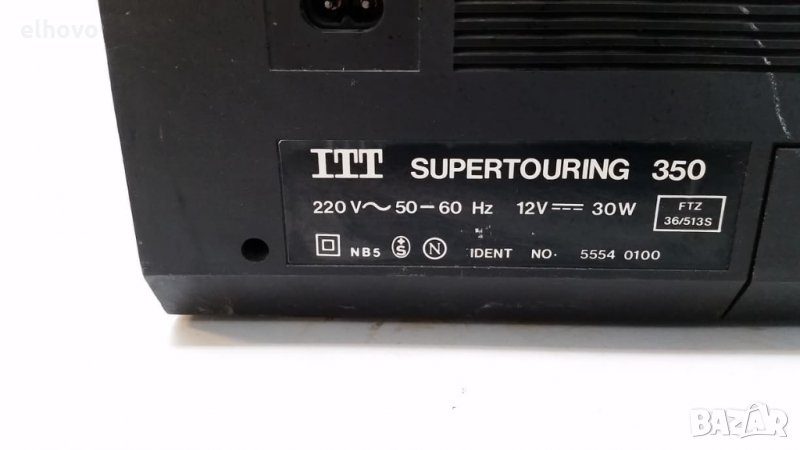 elhovo
ITT SUPERTOURING 350
220 V~ 50-60 Hz 12V⎓ 30W
FTZ
36/513S
NB5 S N IDENT NO· 5554 0100
BAZAR